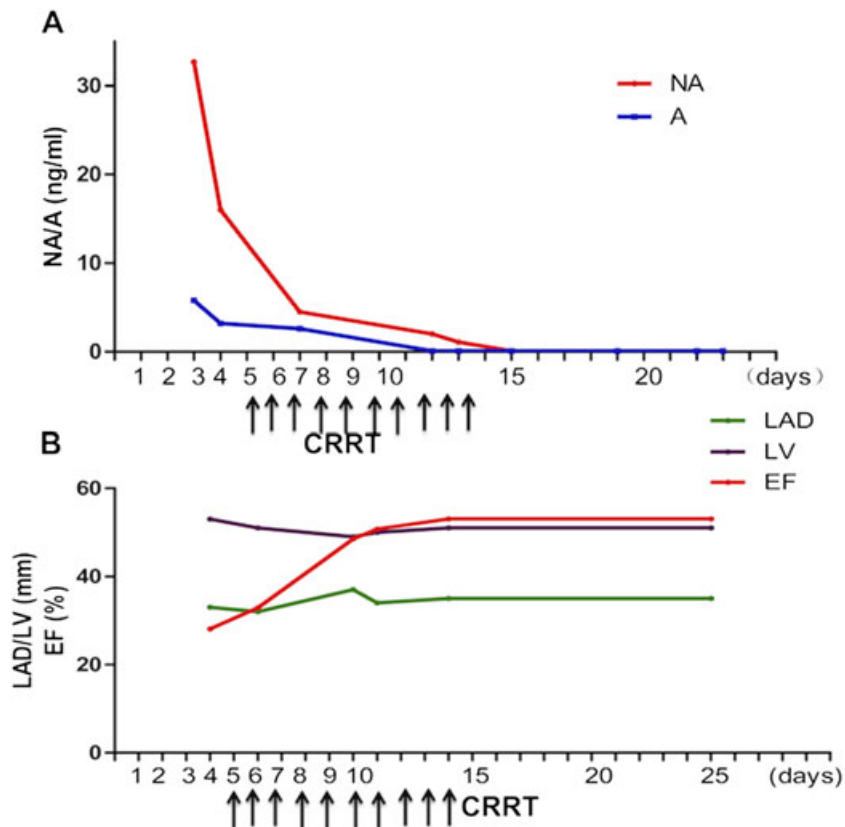 A
NA/A (ng/ml)
30
20
10
0
NA
A
1 2 3 4 5 6 7 8 9 10 15 20 （days）
CRRT
B
LAD/LV (mm)
EF (%)
60
40
20
0
LAD
LV
EF
1 2 3 4 5 6 7 8 9 10 15 20 25 (days)
CRRT